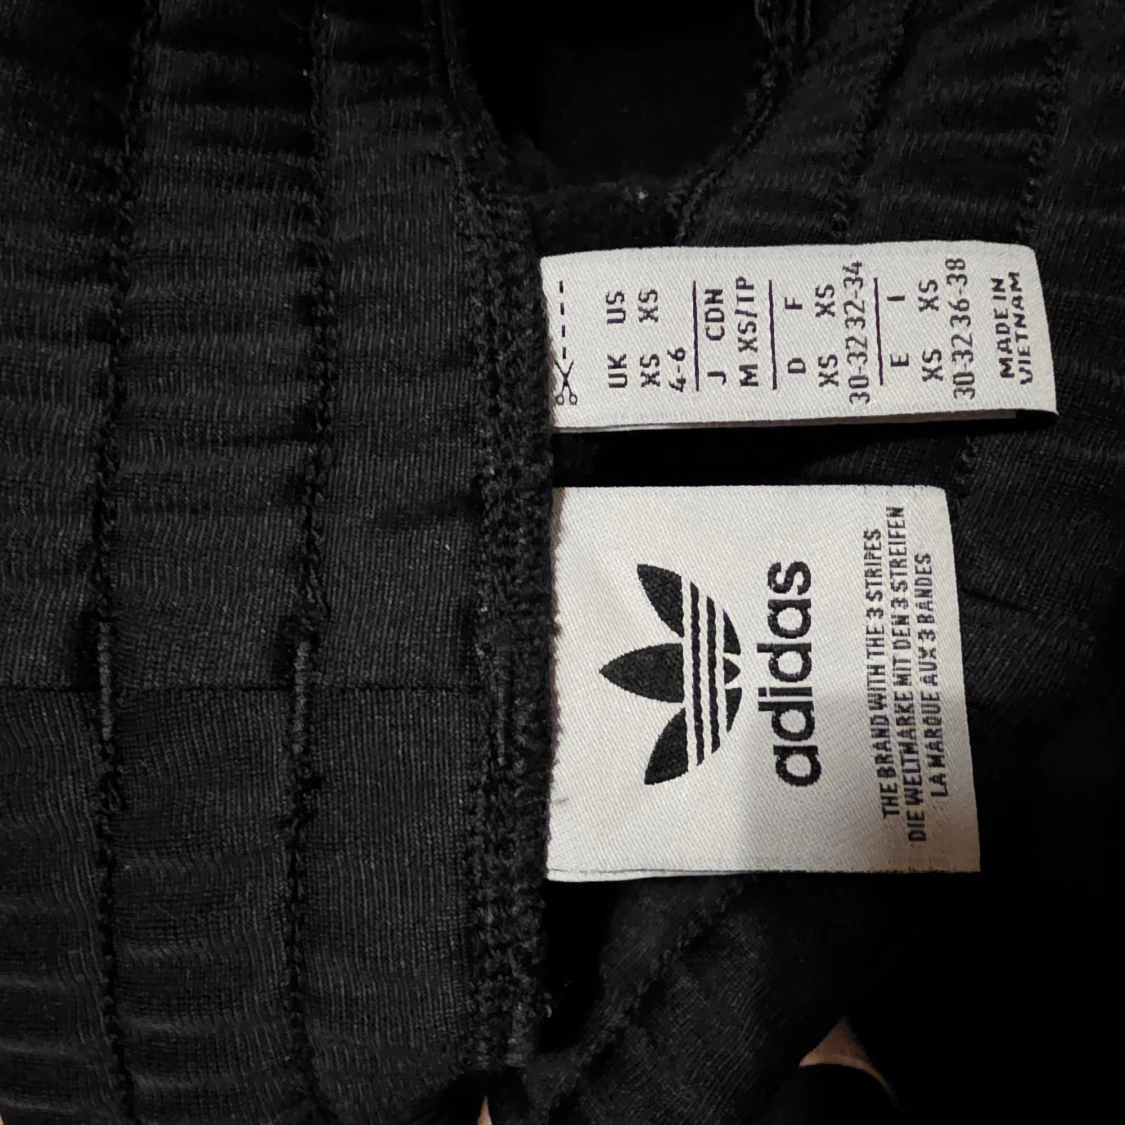 UK US
XS XS
4-6
J CDN
M XS/TP
D F
XS XS
30-32 32-34
E I
XS XS
30-32 36-38
MADE IN
VIETNAM
adidas
THE BRAND WITH THE 3 STRIPES
DIE WELTMARKE MIT DEN 3 STREIFEN
LA MARQUE AUX 3 BANDES